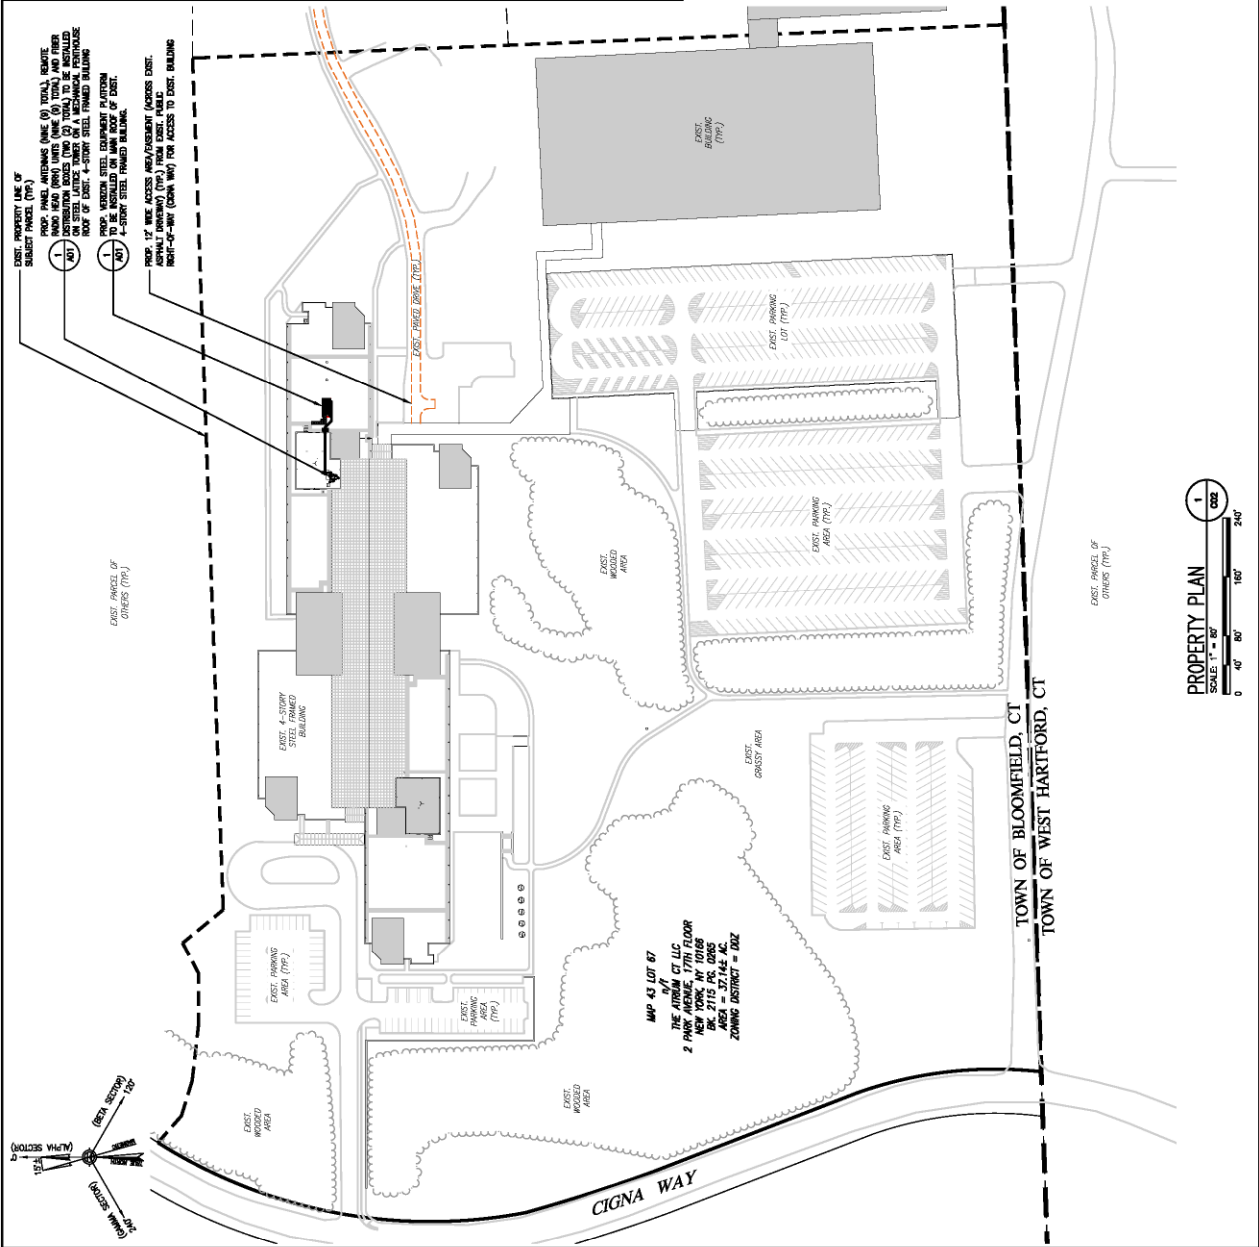 EXIST. PROPERTY LINE OF
SUBJECT PARCEL (TYP.)
PROP. PANEL ANTENNAS (NINE (9) TOTAL), REMOTE
RADIO HEAD (RRH) UNITS (NINE (9) TOTAL) AND FIBER
DISTRIBUTION BOXES (TWO (2) TOTAL) TO BE INSTALLED
ON STEEL LATTICE TOWER ON A MECHANICAL PENTHOUSE
ROOF OF EXIST. 4-STORY STEEL FRAMED BUILDING
1
A01
PROP. VERIZON STEEL EQUIPMENT PLATFORM
TO BE INSTALLED ON MAIN ROOF OF EXIST.
4-STORY STEEL FRAMED BUILDING.
1
A01
PROP. 12' WIDE ACCESS AREA/EASEMENT (ACROSS EXIST.
ASPHALT DRIVEWAY) (TYP.) FROM EXIST. PUBLIC
RIGHT-OF-WAY (CIGNA WAY) FOR ACCESS TO EXIST. BUILDING
EXIST. PAVED DRIVE (TYP.)
EXIST.
BUILDING
(TYP.)
EXIST. PARKING
LOT (TYP.)
EXIST. PARKING
AREA (TYP.)
EXIST.
WOODED
AREA
EXIST. PARCEL OF
OTHERS (TYP.)
EXIST. PARCEL OF
OTHERS (TYP.)
EXIST. 4-STORY
STEEL FRAMED
BUILDING
EXIST.
GRASSY AREA
EXIST. PARKING
AREA (TYP.)
EXIST. PARKING
AREA (TYP.)
EXIST.
PARKING
AREA
(TYP.)
EXIST.
WOODED
AREA
EXIST.
WOODED
AREA
MAP 43 LOT 67
n/f
THE ATRIUM CT LLC
2 PARK AVENUE, 17TH FLOOR
NEW YORK, NY 10166
BK. 2115 PG. 0265
AREA = 37.14± AC.
ZONING DISTRICT = DDZ
TOWN OF BLOOMFIELD, CT
TOWN OF WEST HARTFORD, CT
CIGNA WAY
0°
(ALPHA SECTOR)
15°±
(BETA SECTOR)
120°
(GAMMA SECTOR)
240°
PROPERTY PLAN
SCALE: 1" = 80'
1
C02
0
40'
80'
160'
240'